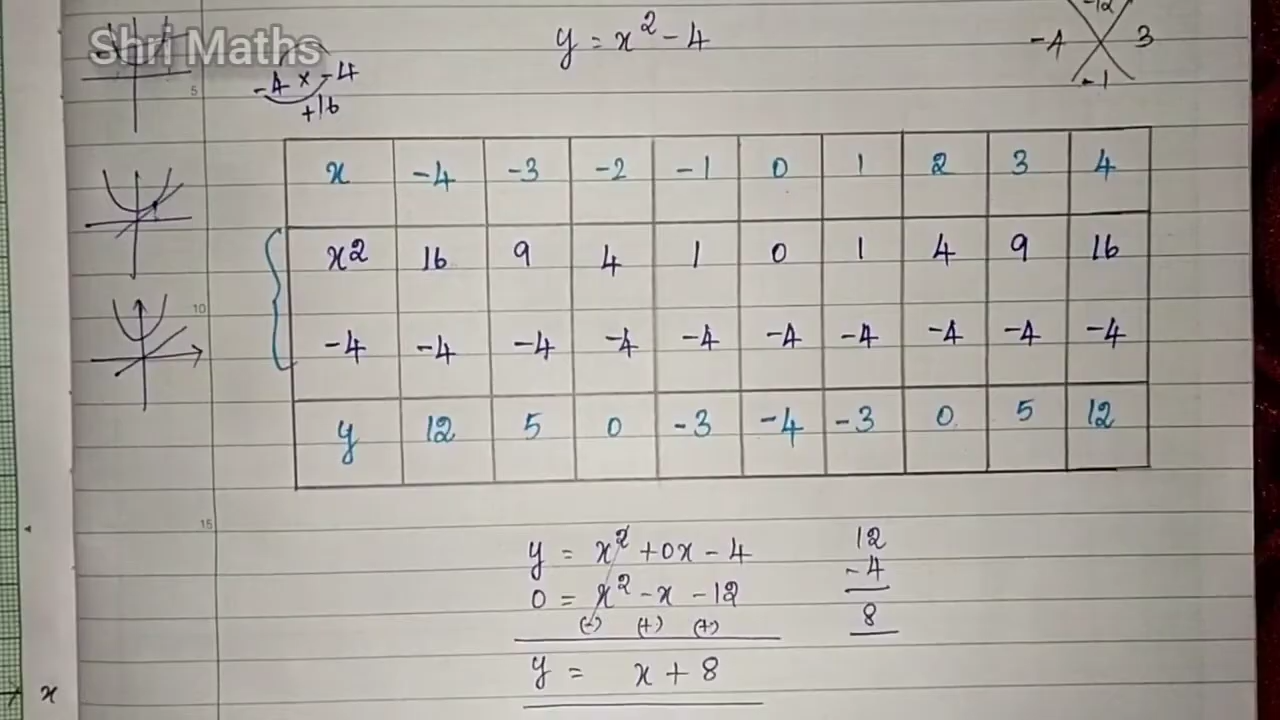 Shri Maths
y = x² - 4
-12
-4 3
-1
-4 × -4
+16
5
x -4 -3 -2 -1 0 1 2 3 4
x2 16 9 4 1 0 1 4 9 16
10
-4 -4 -4 -4 -4 -4 -4 -4 -4 -4
y 12 5 0 -3 -4 -3 0 5 12
15
y = x² + 0x - 4
0 = x² - x - 12
(-) (+) (+)
y = x + 8
12
-4
8
x